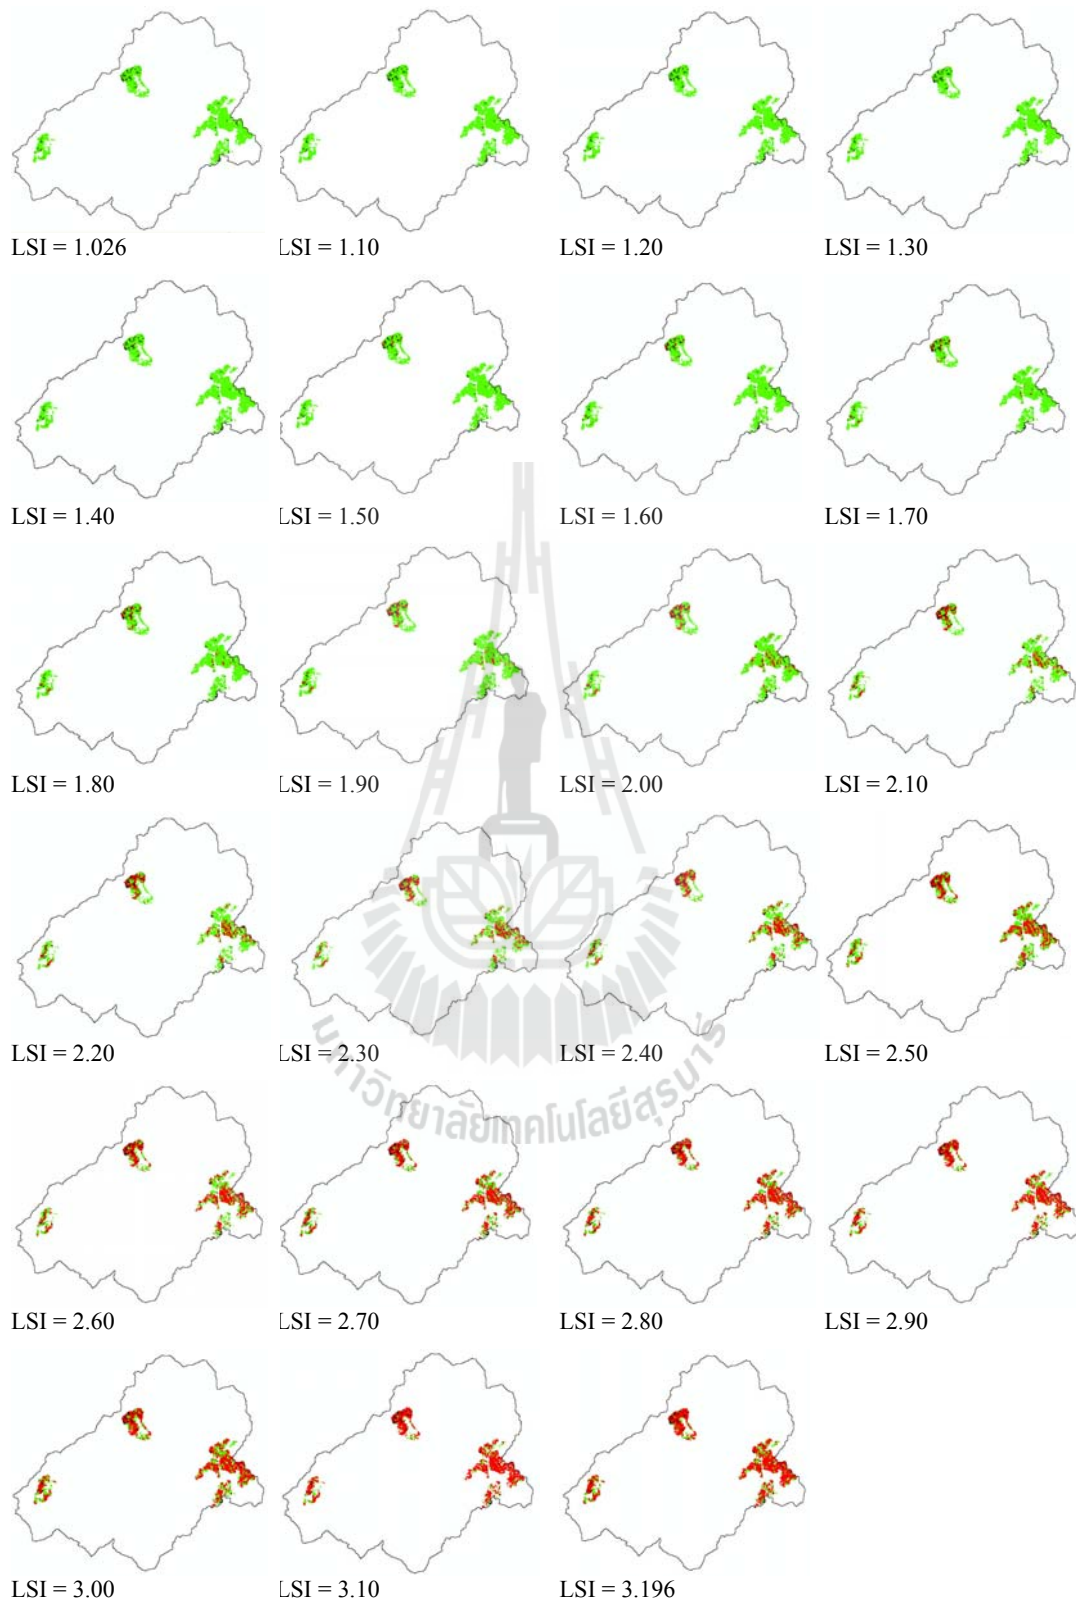 LSI = 1.026 LSI = 1.10 LSI = 1.20 LSI = 1.30
LSI = 1.40 LSI = 1.50 LSI = 1.60 LSI = 1.70
LSI = 1.80 LSI = 1.90 LSI = 2.00 LSI = 2.10
LSI = 2.20 LSI = 2.30 LSI = 2.40 LSI = 2.50
มหาวิทยาลัยเทคโนโลยีสุรนารี
LSI = 2.60 LSI = 2.70 LSI = 2.80 LSI = 2.90
LSI = 3.00 LSI = 3.10 LSI = 3.196